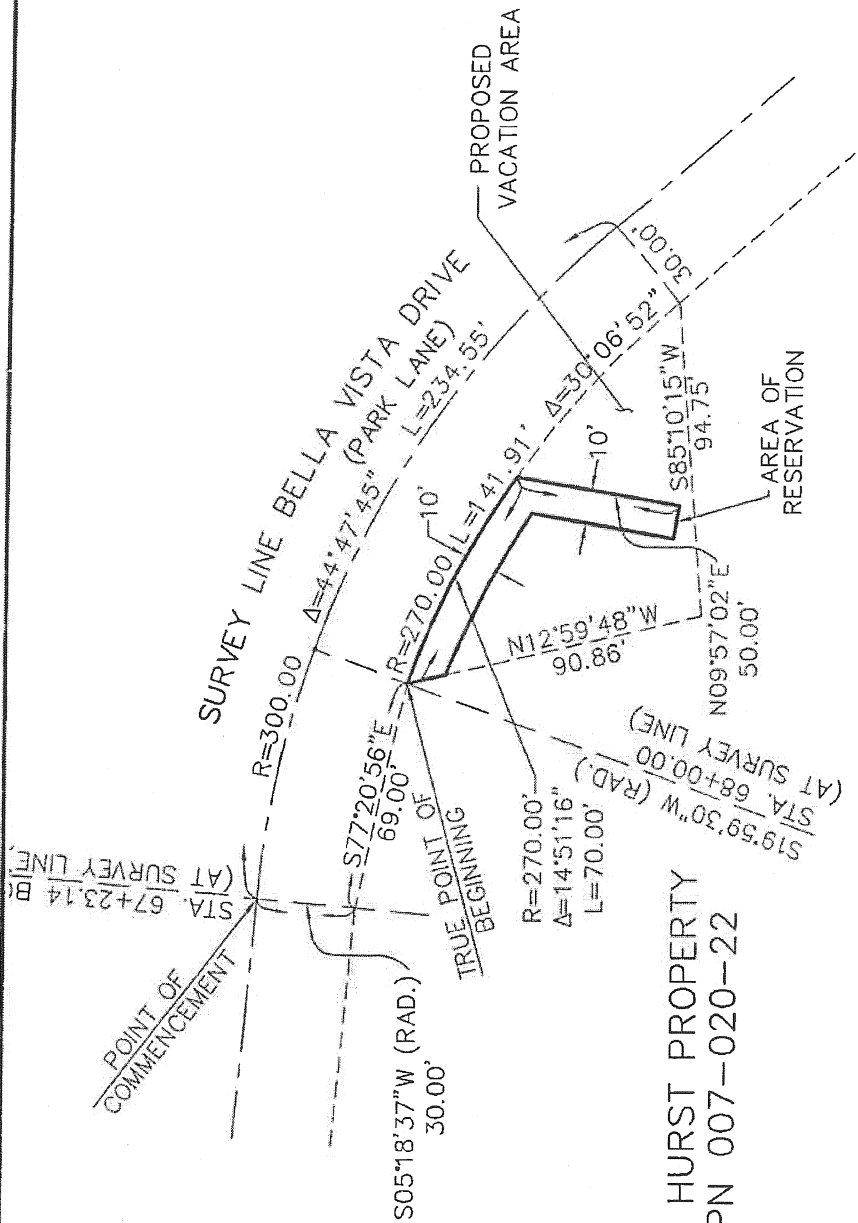 SURVEY LINE BELLA VISTA DRIVE
(PARK LANE)
R=300.00 Δ=44°47'45" L=234.55'
PROPOSED
VACATION AREA
30.00'
STA. 67+23.14
(AT SURVEY LINE
POINT OF
COMMENCEMENT
S05°18'37"W (RAD.)
30.00'
S77°20'56"E
69.00'
R=270.00' L=141.91' Δ=30°06'52"
10'
10'
TRUE POINT OF
BEGINNING
N12°59'48"W
90.86'
S85°10'15"W
94.75'
AREA OF
RESERVATION
R=270.00'
Δ=14°51'16"
L=70.00'
N09°57'02"E
50.00'
S19°59'30"W (RAD.)
STA. 68+00.00
(AT SURVEY LINE)
HURST PROPERTY
PN 007-020-22